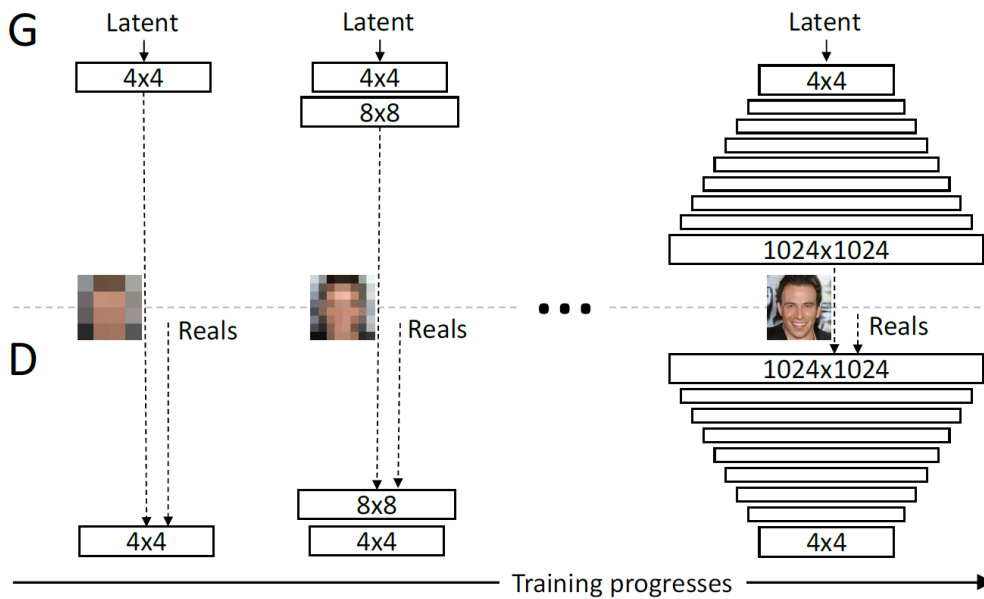 G
Latent
Latent
Latent
4x4
4x4
4x4
8x8
1024x1024
Reals
Reals
Reals
D
1024x1024
8x8
4x4
4x4
4x4
Training progresses